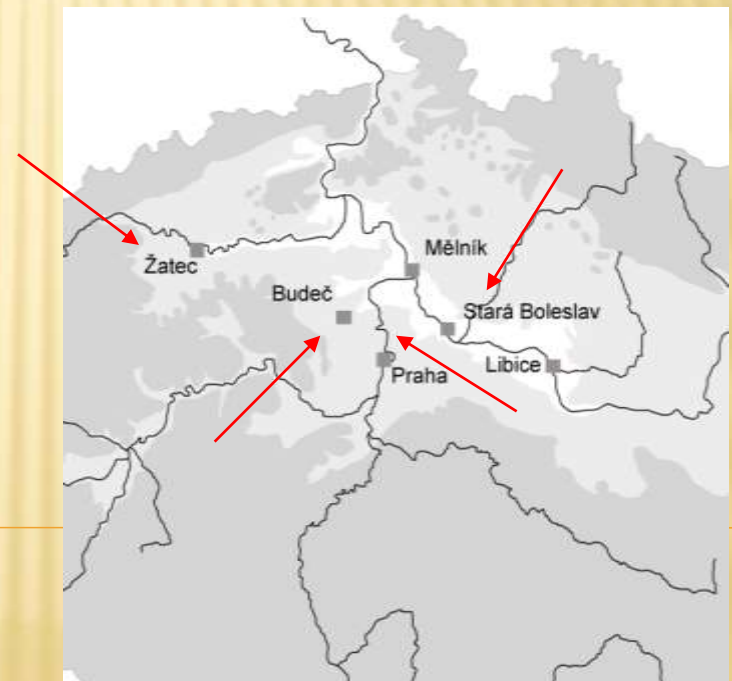 Mělník
Žatec
Budeč
Stará Boleslav
Libice
Praha